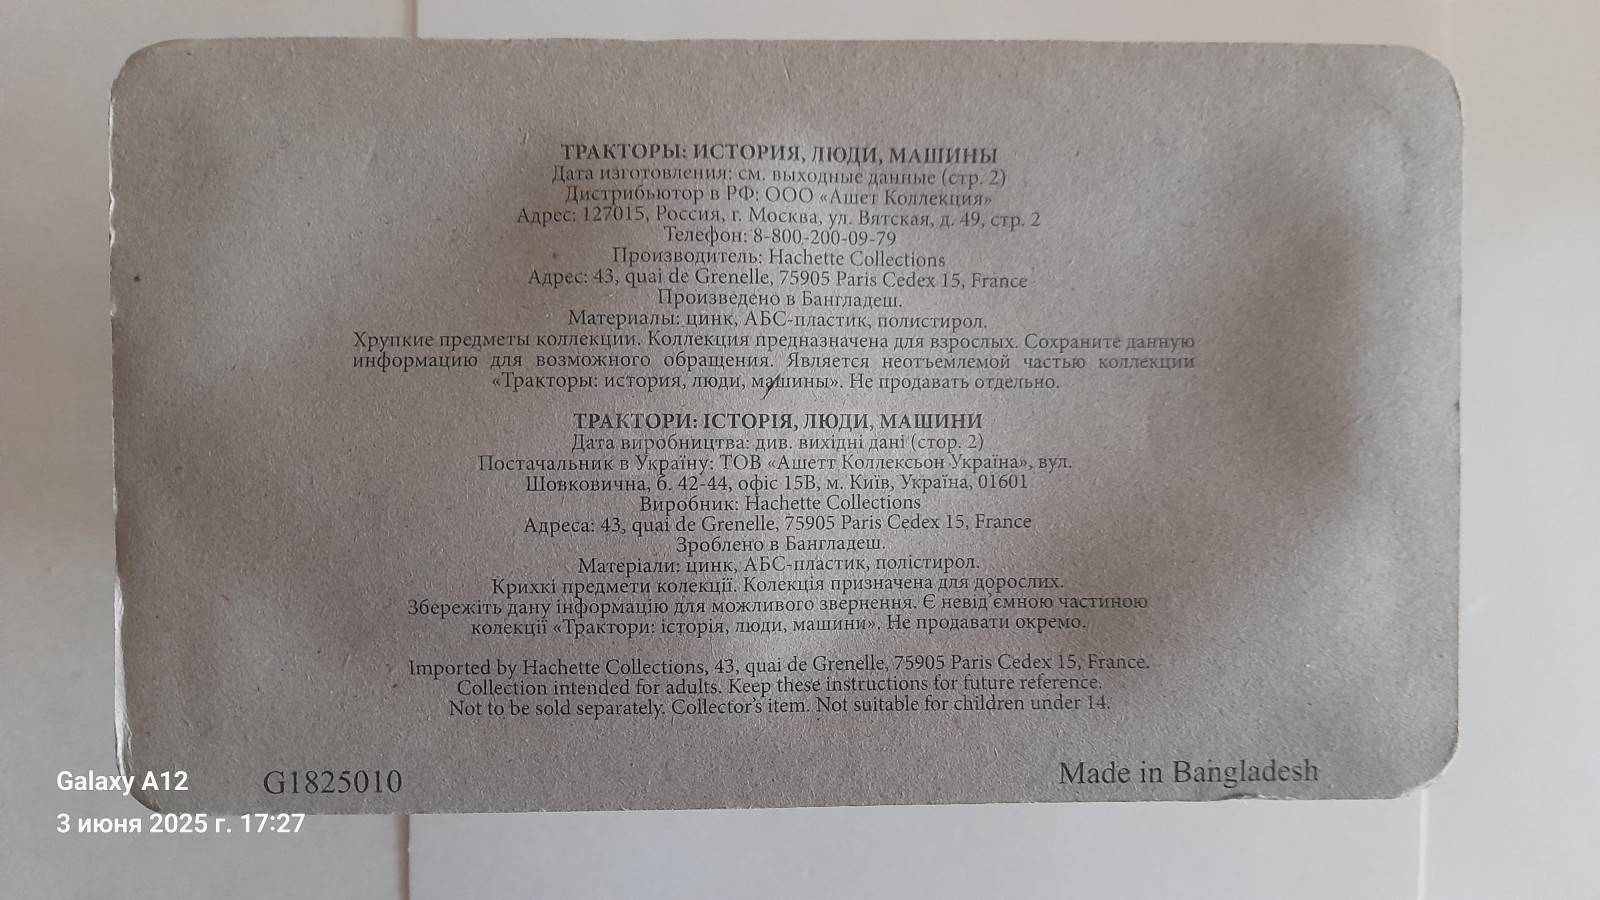 ТРАКТОРЫ: ИСТОРИЯ, ЛЮДИ, МАШИНЫ
Дата изготовления: см. выходные данные (стр. 2)
Дистрибьютор в РФ: ООО «Ашет Коллекция»
Адрес: 127015, Россия, г. Москва, ул. Вятская, д. 49, стр. 2
Телефон: 8-800-200-09-79
Производитель: Hachette Collections
Адрес: 43, quai de Grenelle, 75905 Paris Cedex 15, France
Произведено в Бангладеш.
Материалы: цинк, АБС-пластик, полистирол.
Хрупкие предметы коллекции. Коллекция предназначена для взрослых. Сохраните данную
информацию для возможного обращения. Является неотъемлемой частью коллекции
«Тракторы: история, люди, машины». Не продавать отдельно.
ТРАКТОРИ: ІСТОРІЯ, ЛЮДИ, МАШИНИ
Дата виробництва: див. вихідні дані (стор. 2)
Постачальник в Україну: ТОВ «Ашетт Коллексьон Україна», вул.
Шовковична, б. 42-44, офіс 15В, м. Київ, Україна, 01601
Виробник: Hachette Collections
Адреса: 43, quai de Grenelle, 75905 Paris Cedex 15, France
Зроблено в Бангладеш.
Матеріали: цинк, АБС-пластик, полістирол.
Крихкі предмети колекції. Колекція призначена для дорослих.
Збережіть дану інформацію для можливого звернення. Є невід'ємною частиною
колекції «Трактори: історія, люди, машини». Не продавати окремо.
Imported by Hachette Collections, 43, quai de Grenelle, 75905 Paris Cedex 15, France.
Collection intended for adults. Keep these instructions for future reference.
Not to be sold separately. Collector's item. Not suitable for children under 14.
G1825010
Made in Bangladesh
Galaxy A12
3 июня 2025 г. 17:27